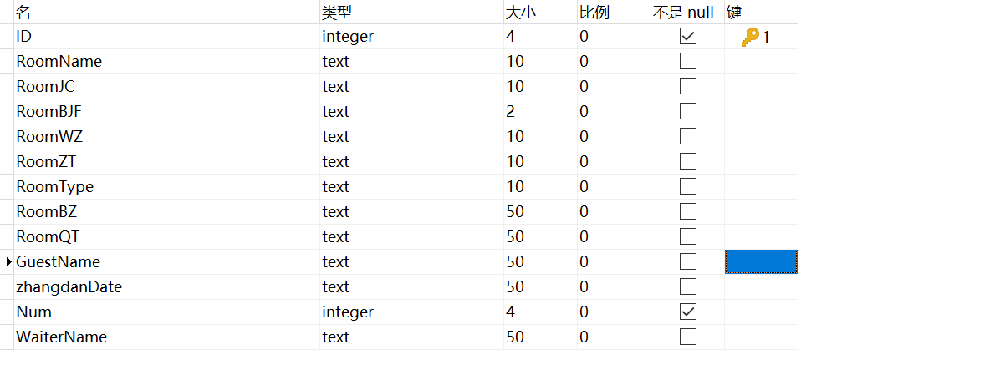 名 类型 大小 比例 不是 null 键
ID integer 4 0 1
RoomName text 10 0
RoomJC text 10 0
RoomBJF text 2 0
RoomWZ text 10 0
RoomZT text 10 0
RoomType text 10 0
RoomBZ text 50 0
RoomQT text 50 0
GuestName text 50 0
zhangdanDate text 50 0
Num integer 4 0
WaiterName text 50 0